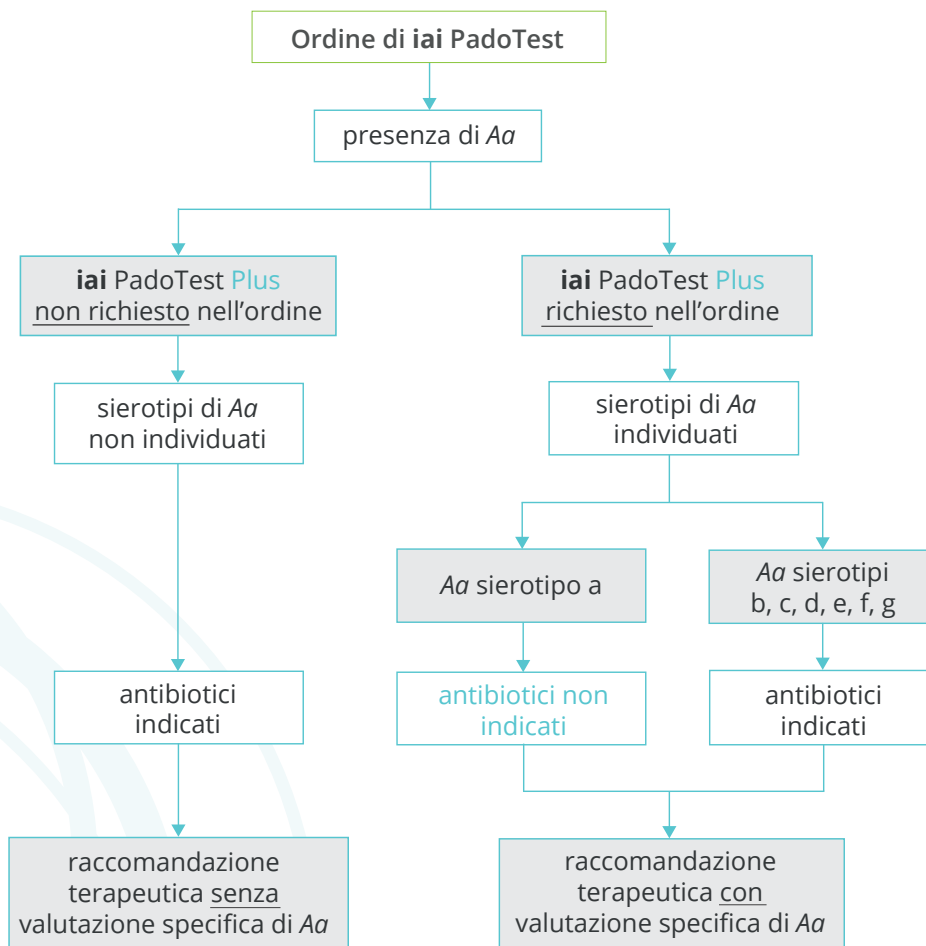 Ordine di iai PadoTest
presenza di Aa
iai PadoTest Plus
non richiesto nell’ordine
iai PadoTest Plus
richiesto nell’ordine
sierotipi di Aa
non individuati
sierotipi di Aa
individuati
Aa sierotipo a
Aa sierotipi
b, c, d, e, f, g
antibiotici
indicati
antibiotici non
indicati
antibiotici
indicati
raccomandazione
terapeutica senza
valutazione specifica di Aa
raccomandazione
terapeutica con
valutazione specifica di Aa